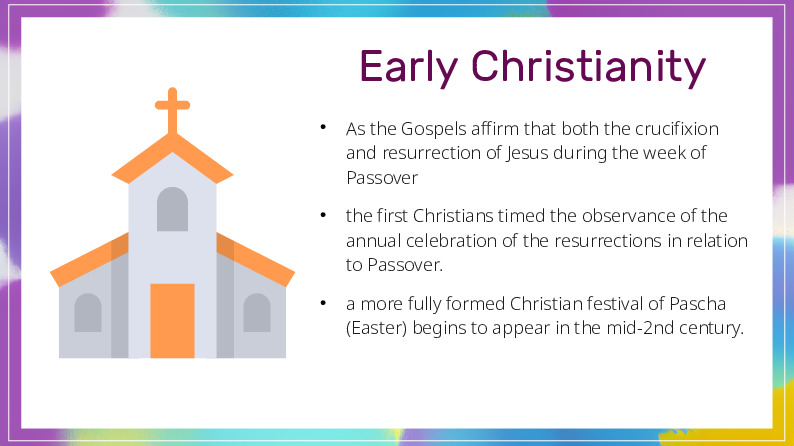 Early Christianity
• As the Gospels affirm that both the crucifixion
and resurrection of Jesus during the week of
Passover
• the first Christians timed the observance of the
annual celebration of the resurrections in relation
to Passover.
• a more fully formed Christian festival of Pascha
(Easter) begins to appear in the mid-2nd century.